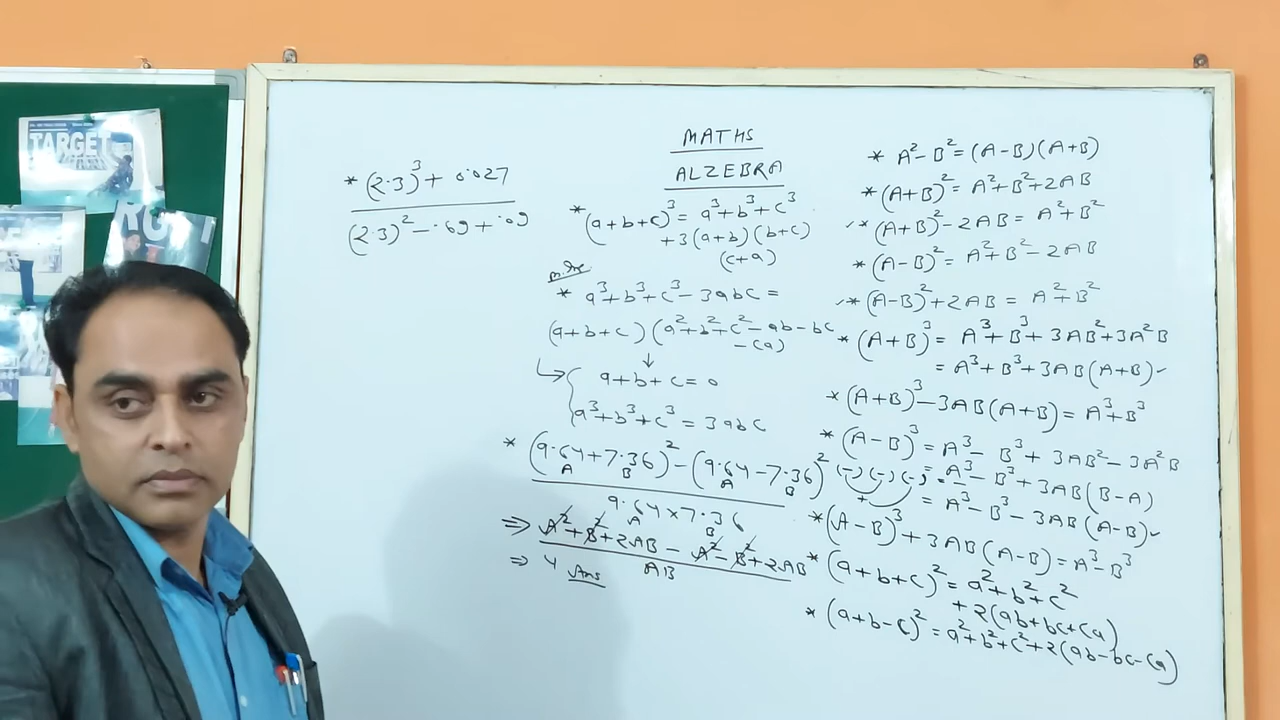 TARGET
MATHS
ALZEBRA
* (2.3)³ + 0.027
(2.3)² - .69 + .09
* (a+b+c)³ = a³+b³+c³
+3(a+b)(b+c)
(c+a)
* a³+b³+c³-3abc =
(a+b+c)(a²+b²+c²-ab-bc
-ca)
↓
↳ { a+b+c=0
a³+b³+c³=3abc
* (9.64+7.36)² - (9.64-7.36)²
A B A B
9.64×7.36
A B
⇒ A²+B²+2AB - A²-B²+2AB
AB
⇒ 4 Ans
* A²-B²=(A-B)(A+B)
* (A+B)² = A²+B²+2AB
* (A+B)²-2AB = A²+B²
* (A-B)² = A²+B²-2AB
* (A-B)²+2AB = A²+B²
* (A+B)³ = A³+B³+3AB²+3A²B
= A³+B³+3AB(A+B)
* (A+B)³-3AB(A+B) = A³+B³
* (A-B)³ = A³-B³+3AB²-3A²B
(-)(-)(-) = - = A³-B³+3AB(B-A)
+ = A³-B³-3AB(A-B)
* (A-B)³+3AB(A-B) = A³-B³
* (a+b+c)² = a²+b²+c²
+2(ab+bc+ca)
* (a+b-c)² = a²+b²+c²+2(ab-bc-ca)